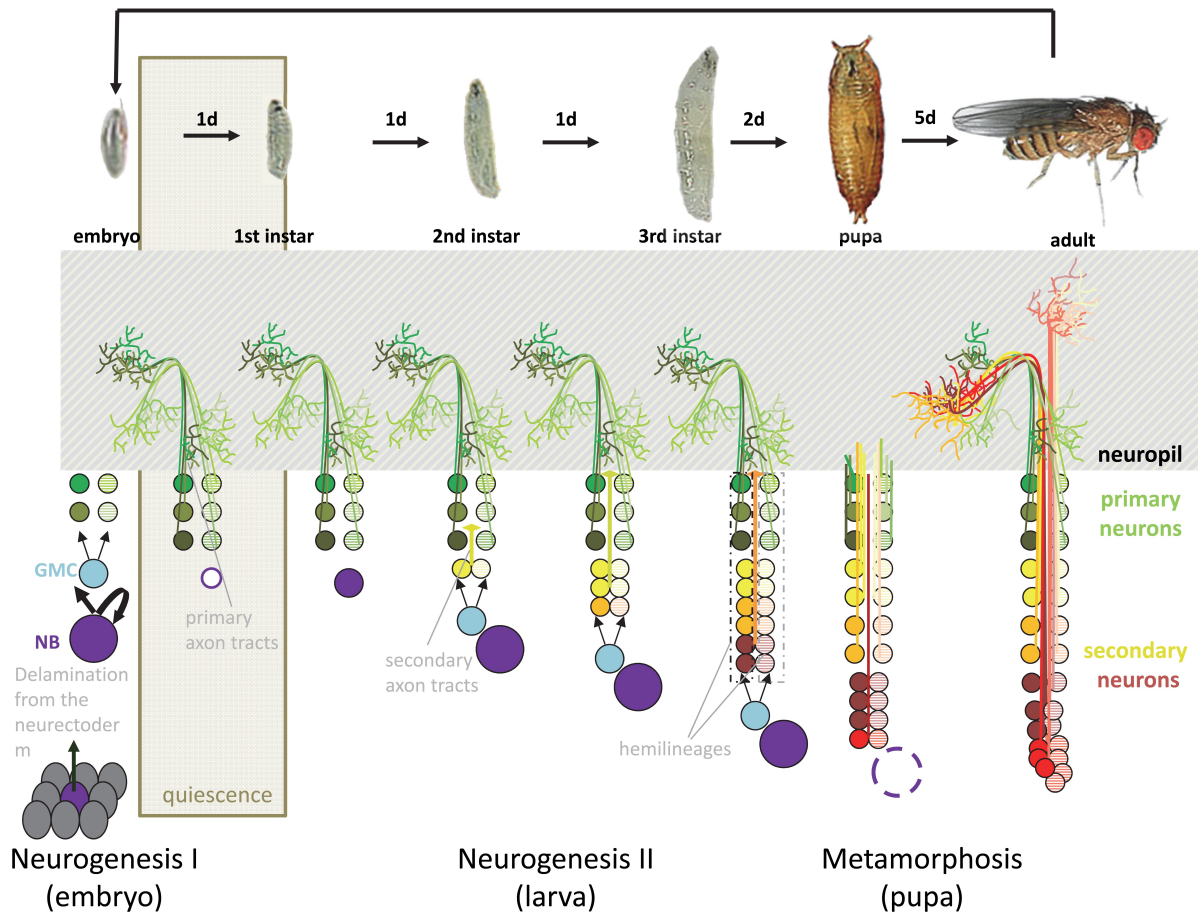 1d
1d
1d
2d
5d
embryo
1st instar
2nd instar
3rd instar
pupa
adult
neuropil
primary
neurons
GMC
NB
primary
axon tracts
secondary
axon tracts
secondary
neurons
Delamination
from the
neurectoder
m
hemilineages
quiescence
Neurogenesis I
(embryo)
Neurogenesis II
(larva)
Metamorphosis
(pupa)